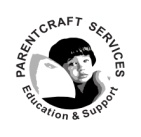 PARENTCRAFT SERVICES
Education & Support